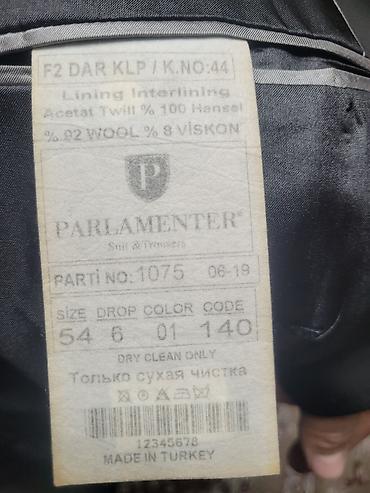 F2 DAR KLP / K.NO:44
Lining Interlining
Acetat Twill % 100 Hansel
% 92 WOOL % 8 VİSKON
P
PARLAMENTER®
Suit & Trousers
PARTİ NO: 1075 06-19
SİZE DROP COLOR CODE
54 6 01 140
DRY CLEAN ONLY
Только сухая чистка
12345678
MADE IN TURKEY